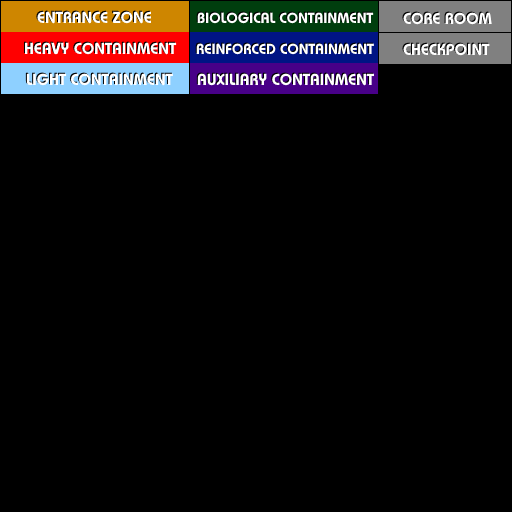 ENTRANCE ZONE
BIOLOGICAL CONTAINMENT
CORE ROOM
HEAVY CONTAINMENT
REINFORCED CONTAINMENT
CHECKPOINT
LIGHT CONTAINMENT
AUXILIARY CONTAINMENT